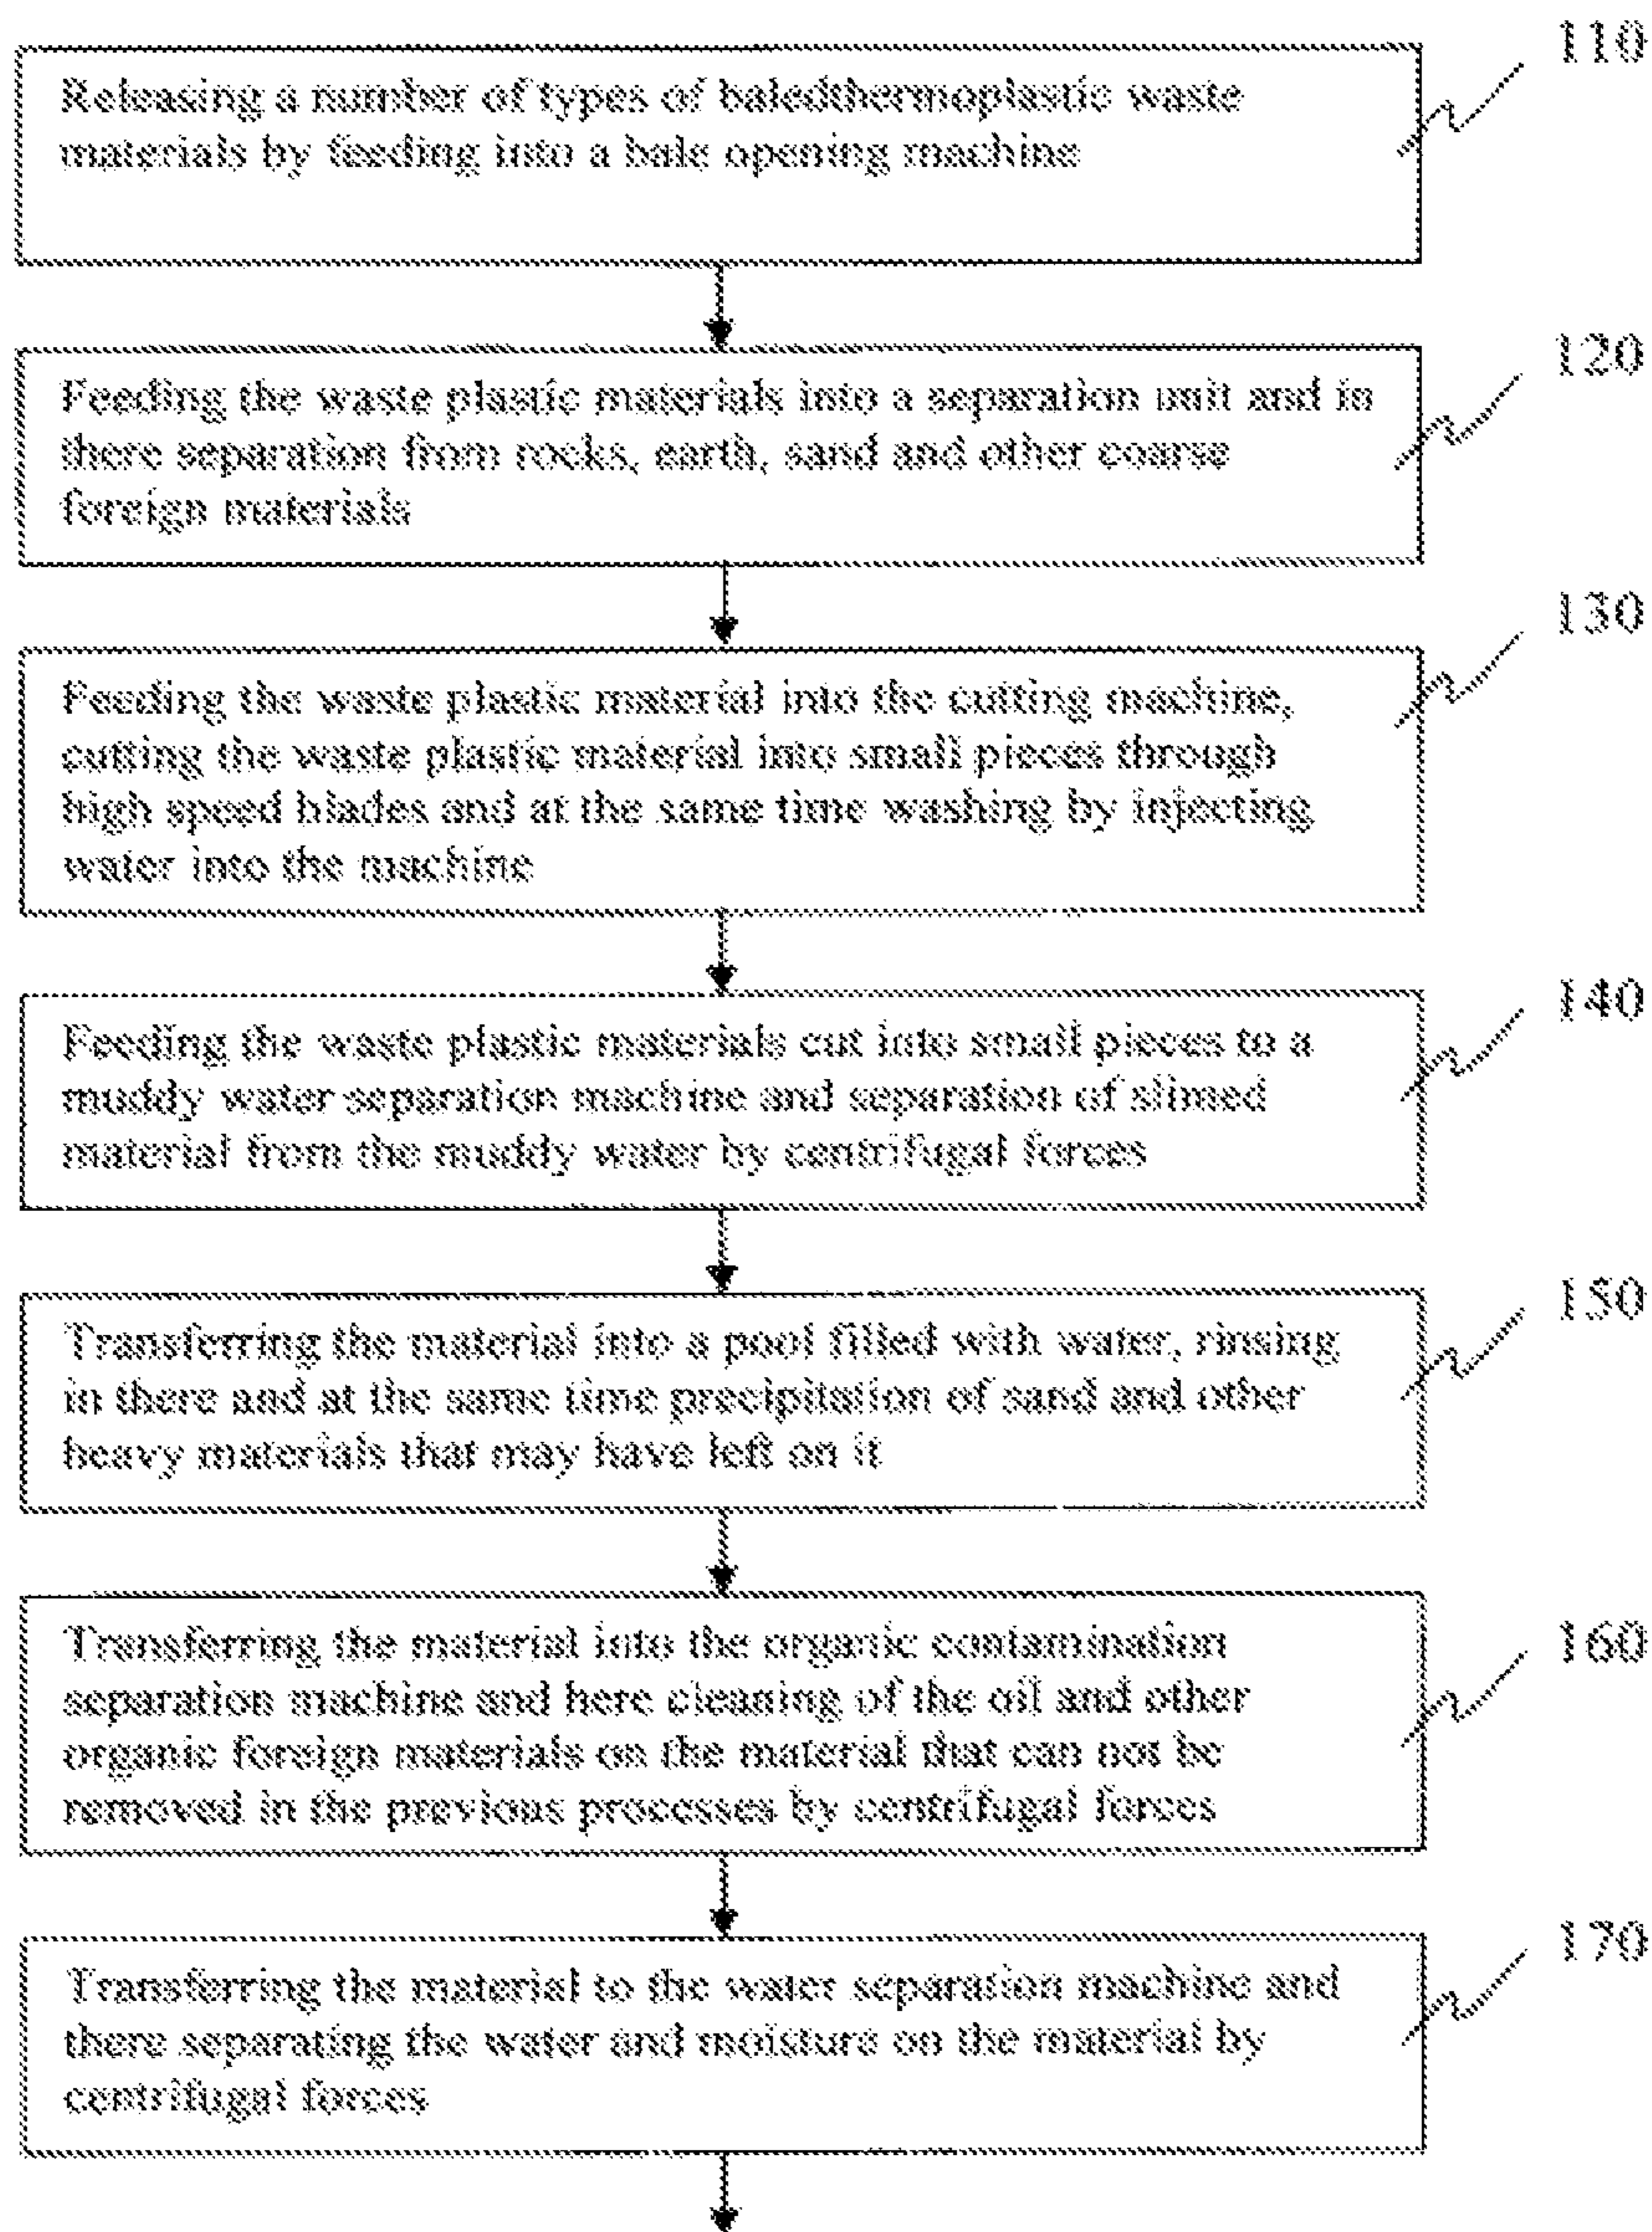 110
Releasing a number of types of baledthermoplastic waste
materials by feeding into a bale opening machine
120
Feeding the waste plastic materials into a separation unit and in
there separation from rocks, earth, sand and other coarse
foreign materials
130
Feeding the waste plastic material into the cutting machine,
cutting the waste plastic material into small pieces through
high speed blades and at the same time washing by injecting
water into the machine
140
Feeding the waste plastic materials cut into small pieces to a
muddy water separation machine and separation of slimed
material from the muddy water by centrifugal forces
150
Transferring the material into a pool filled with water, rinsing
in there and at the same time precipitation of sand and other
heavy materials that may have left on it
160
Transferring the material into the organic contamination
separation machine and here cleaning of the oil and other
organic foreign materials on the material that can not be
removed in the previous processes by centrifugal forces
170
Transferring the material to the water separation machine and
there separating the water and moisture on the material by
centrifugal forces